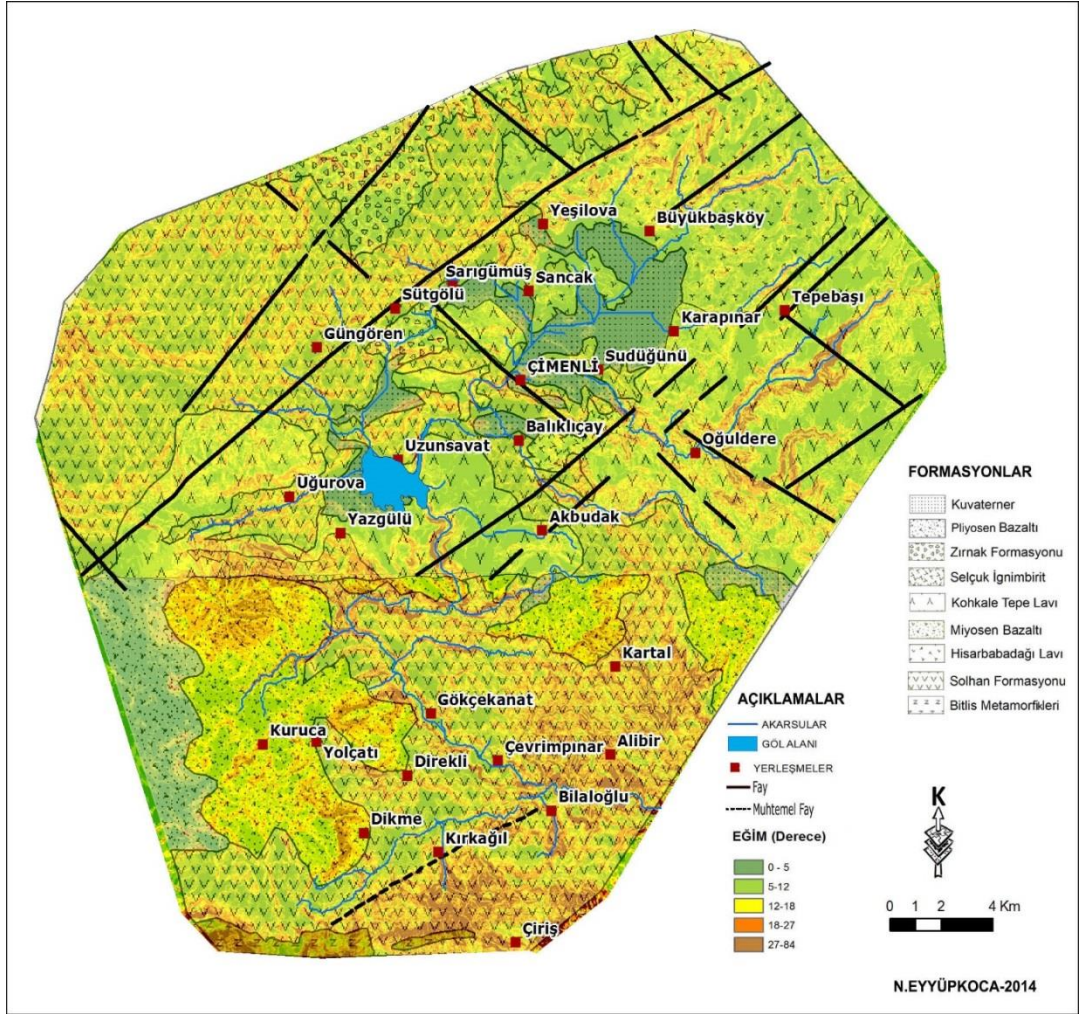 Yeşilova
Büyükbaşköy
Sarıgümüş
Sancak
Sütgölü
Tepebaşı
Karapınar
Güngören
Sudüğünü
ÇİMENLİ
Balıklıçay
Oğuldere
Uzunsavat
Uğurova
Yazgülü
Akbudak
Kartal
Gökçekanat
Kuruca
Yolçatı
Çevrimpınar
Alibir
Direkli
Bilaloğlu
Dikme
Kırkağıl
Çiriş
FORMASYONLAR
Kuvaterner
Pliyosen Bazaltı
Zırnak Formasyonu
Selçuk İgnimbirit
Kohkale Tepe Lavı
Miyosen Bazaltı
Hisarbabadağı Lavı
Solhan Formasyonu
Bitlis Metamorfikleri
AÇIKLAMALAR
AKARSULAR
GÖL ALANI
YERLEŞMELER
Fay
Muhtemel Fay
EĞİM (Derece)
0 - 5
5-12
12-18
18-27
27-84
K
0 1 2 4 Km
N.EYYÜPKOCA-2014